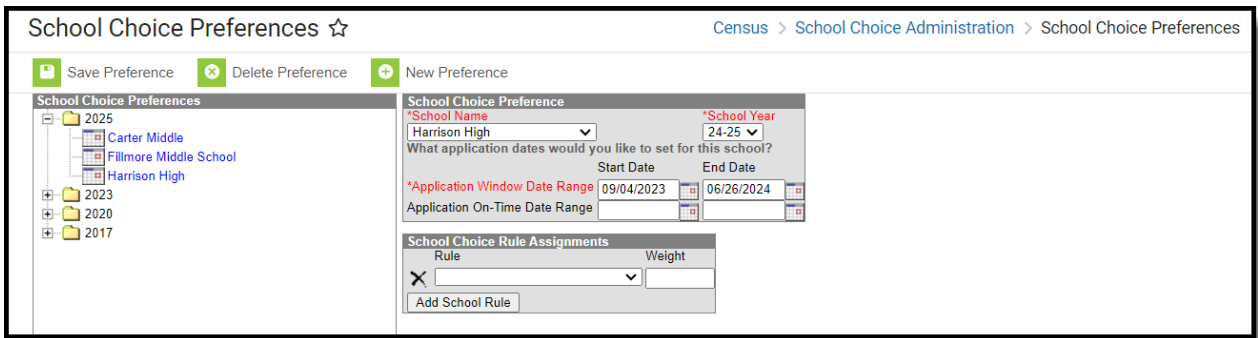 School Choice Preferences ☆
Census > School Choice Administration > School Choice Preferences
Save Preference Delete Preference New Preference
School Choice Preferences
2025
Carter Middle
Fillmore Middle School
Harrison High
2023
2020
2017
School Choice Preference
*School Name *School Year
Harrison High 24-25
What application dates would you like to set for this school?
Start Date End Date
*Application Window Date Range 09/04/2023 06/26/2024
Application On-Time Date Range
School Choice Rule Assignments
Rule Weight
Add School Rule